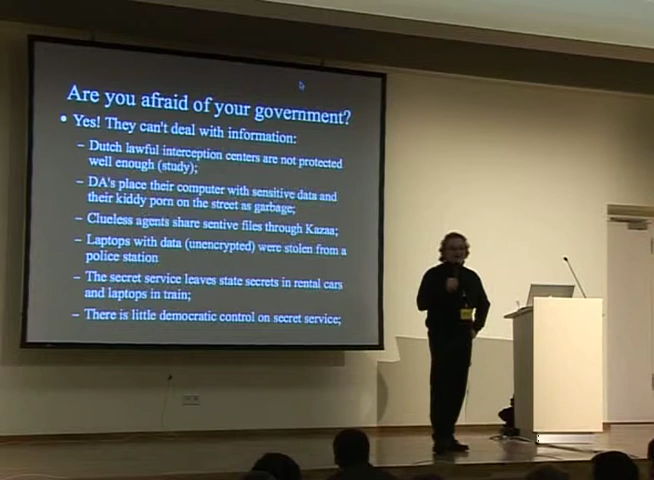 Are you afraid of your government?
• Yes! They can't deal with information:
– Dutch lawful interception centers are not protected
well enough (study);
– DA's place their computer with sensitive data and
their kiddy porn on the street as garbage;
– Clueless agents share sentive files through Kazaa;
– Laptops with data (unencrypted) were stolen from a
police station
– The secret service leaves state secrets in rental cars
and laptops in train;
– There is little democratic control on secret service;